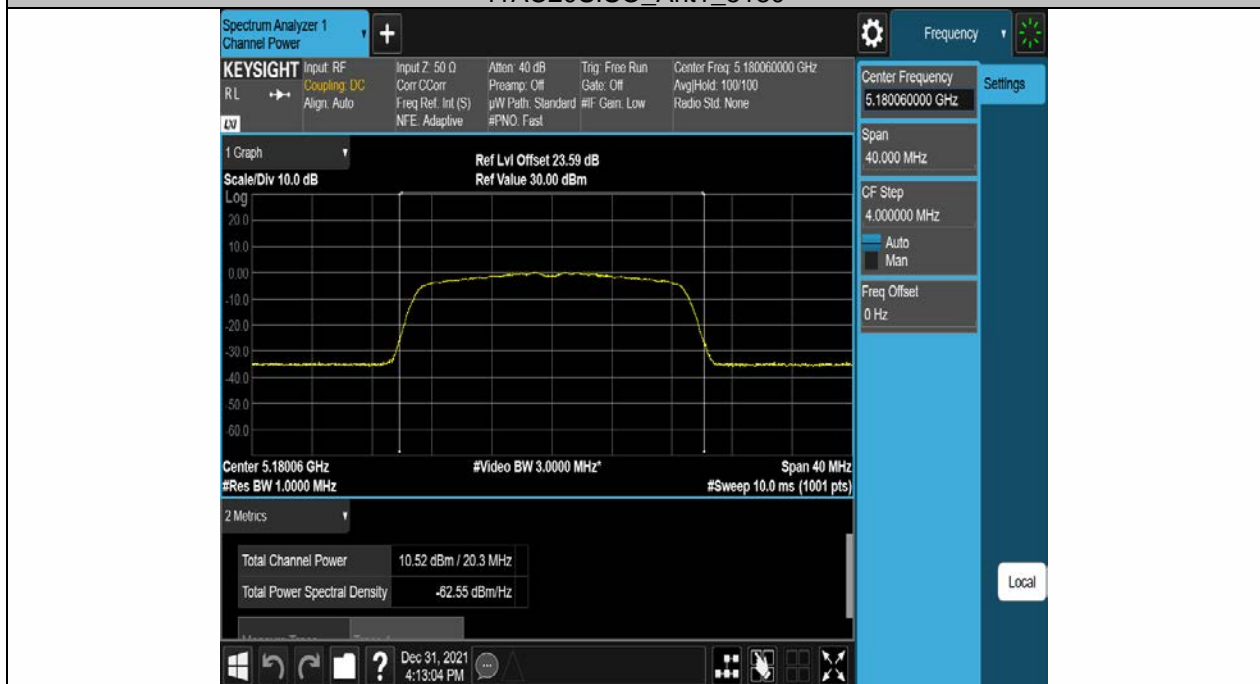 Spectrum Analyzer 1
Channel Power
+
Frequency
KEYSIGHT
RL
LXI
Input: RF
Coupling: DC
Align: Auto
Input Z: 50 Ω
Corr CCorr
Freq Ref: Int (S)
NFE: Adaptive
Atten: 40 dB
Preamp: Off
µW Path: Standard
#PNO: Fast
Trig: Free Run
Gate: Off
#IF Gain: Low
Center Freq: 5.180060000 GHz
Avg|Hold: 100/100
Radio Std: None
Center Frequency
5.180060000 GHz
Settings
Span
40.000 MHz
CF Step
4.000000 MHz
Auto
Man
Freq Offset
0 Hz
Local
1 Graph
Scale/Div 10.0 dB
Ref Lvl Offset 23.59 dB
Ref Value 30.00 dBm
Log
20.0
10.0
0.00
-10.0
-20.0
-30.0
-40.0
-50.0
-60.0
Center 5.18006 GHz
#Res BW 1.0000 MHz
#Video BW 3.0000 MHz*
Span 40 MHz
#Sweep 10.0 ms (1001 pts)
2 Metrics
Total Channel Power 10.52 dBm / 20.3 MHz
Total Power Spectral Density -62.55 dBm/Hz
?
Dec 31, 2021
4:13:04 PM